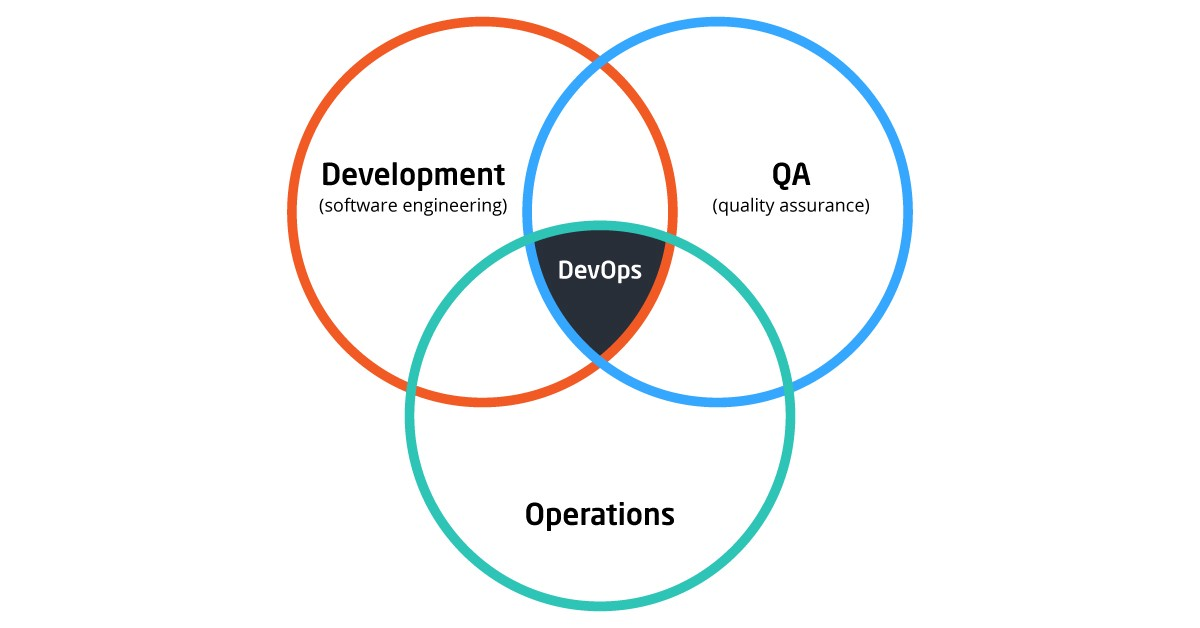 Development
(software engineering)
QA
(quality assurance)
DevOps
Operations